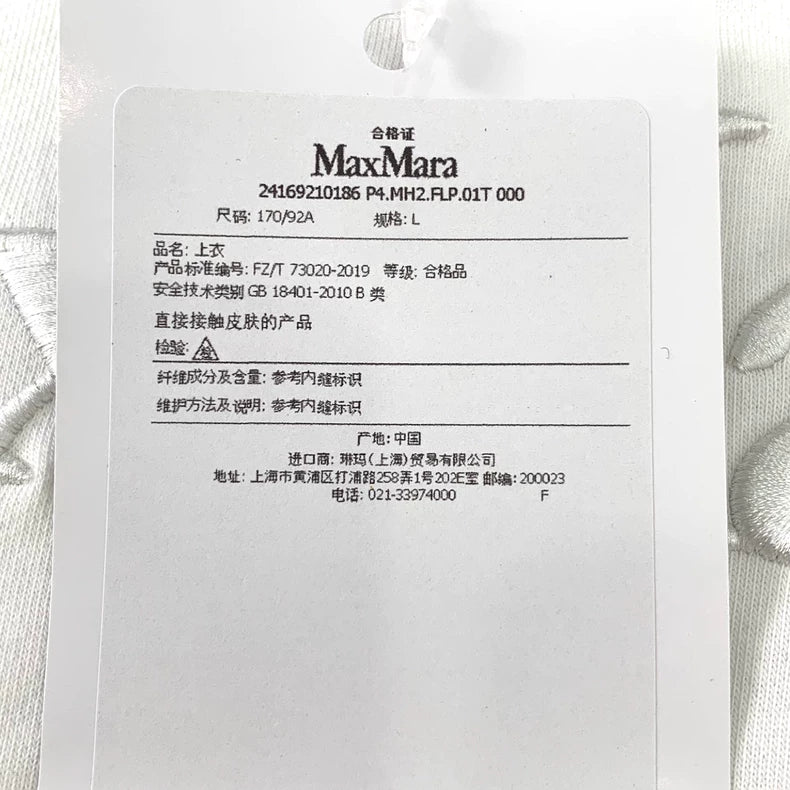 合格证
MaxMara
24169210186 P4.MH2.FLP.01T 000
尺码: 170/92A 规格: L
品名: 上衣
产品标准编号: FZ/T 73020-2019 等级: 合格品
安全技术类别 GB 18401-2010 B 类
直接接触皮肤的产品
检验: 检
纤维成分及含量: 参考内缝标识
维护方法及说明: 参考内缝标识
产地: 中国
进口商: 琳玛(上海)贸易有限公司
地址: 上海市黄浦区打浦路258弄1号202E室 邮编: 200023
电话: 021-33974000 F